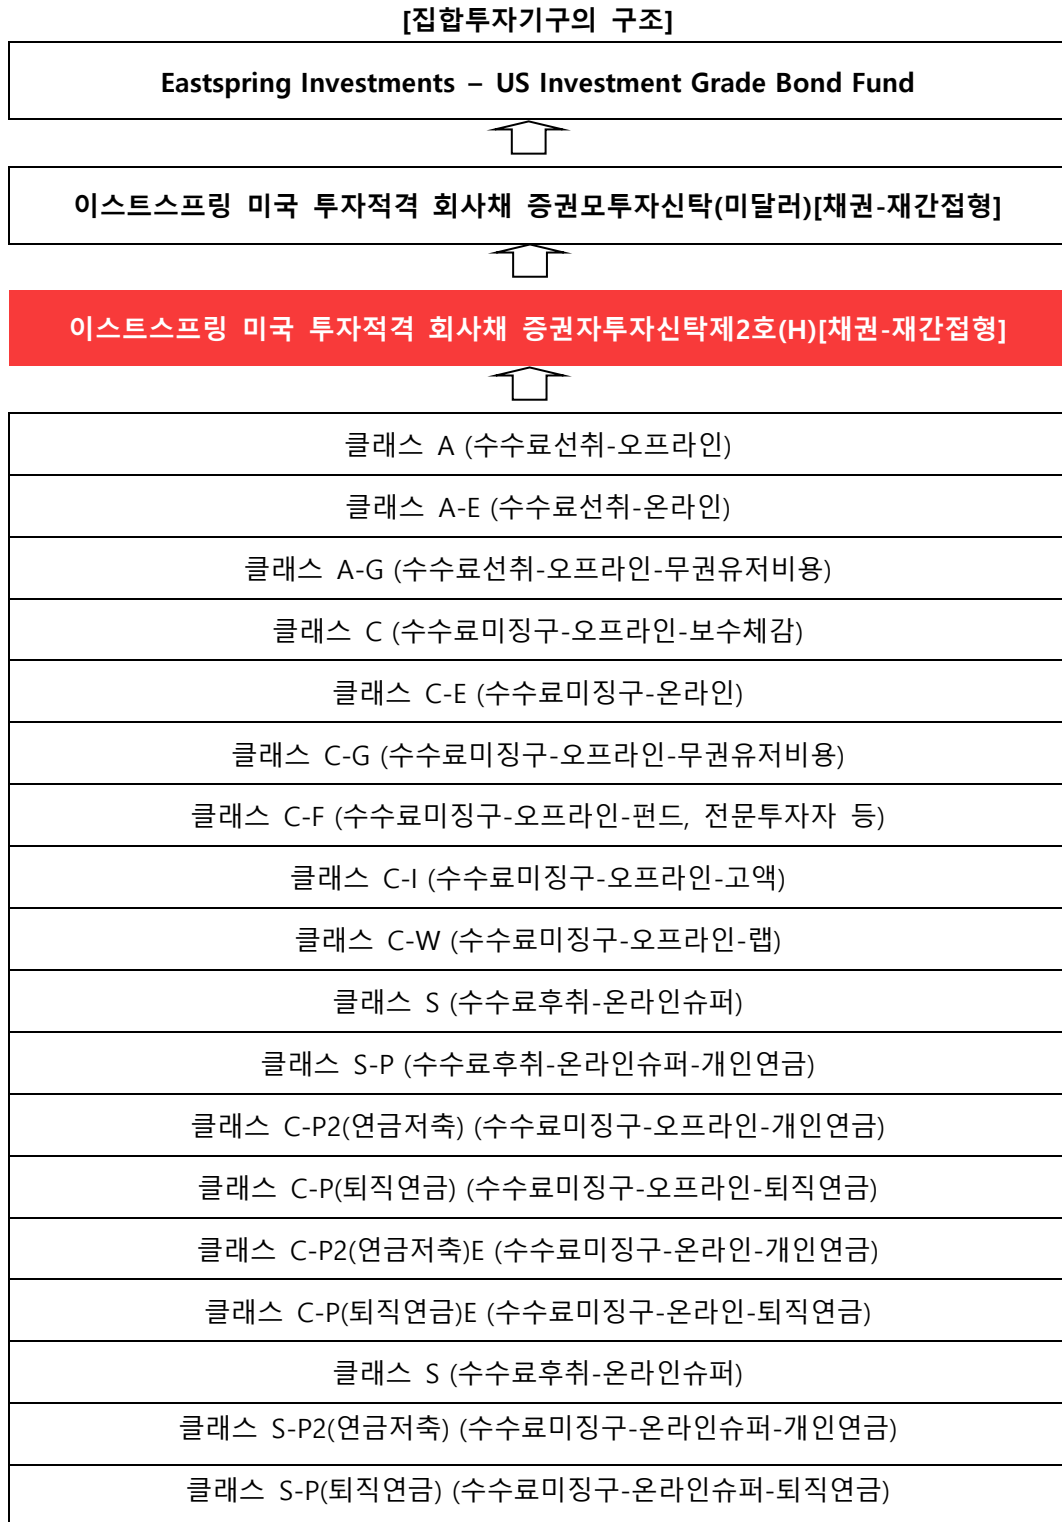 [집합투자기구의 구조]
Eastspring Investments – US Investment Grade Bond Fund
이스트스프링 미국 투자적격 회사채 증권모투자신탁(미달러)[채권-재간접형]
이스트스프링 미국 투자적격 회사채 증권자투자신탁제2호(H)[채권-재간접형]
클래스 A (수수료선취-오프라인)
클래스 A-E (수수료선취-온라인)
클래스 A-G (수수료선취-오프라인-무권유저비용)
클래스 C (수수료미징구-오프라인-보수체감)
클래스 C-E (수수료미징구-온라인)
클래스 C-G (수수료미징구-오프라인-무권유저비용)
클래스 C-F (수수료미징구-오프라인-펀드, 전문투자자 등)
클래스 C-I (수수료미징구-오프라인-고액)
클래스 C-W (수수료미징구-오프라인-랩)
클래스 S (수수료후취-온라인슈퍼)
클래스 S-P (수수료후취-온라인슈퍼-개인연금)
클래스 C-P2(연금저축) (수수료미징구-오프라인-개인연금)
클래스 C-P(퇴직연금) (수수료미징구-오프라인-퇴직연금)
클래스 C-P2(연금저축)E (수수료미징구-온라인-개인연금)
클래스 C-P(퇴직연금)E (수수료미징구-온라인-퇴직연금)
클래스 S (수수료후취-온라인슈퍼)
클래스 S-P2(연금저축) (수수료미징구-온라인슈퍼-개인연금)
클래스 S-P(퇴직연금) (수수료미징구-온라인슈퍼-퇴직연금)